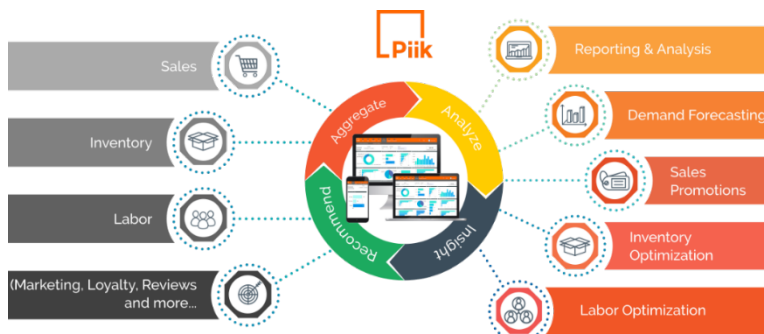 Piik
Sales
Inventory
Labor
(Marketing, Loyalty, Reviews
and more...
Aggregate
Analyze
Insight
Recommend
Reporting & Analysis
Demand Forecasting
Sales
Promotions
Inventory
Optimization
Labor Optimization